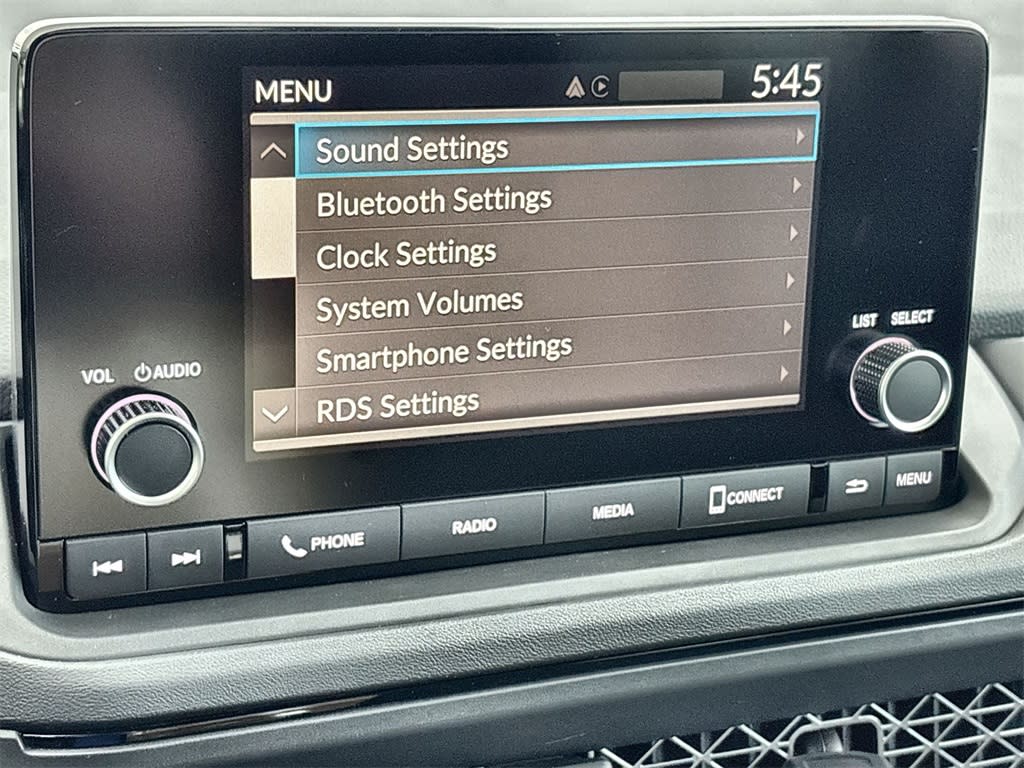 MENU 5:45
Sound Settings
Bluetooth Settings
Clock Settings
System Volumes
Smartphone Settings
RDS Settings
VOL AUDIO
LIST SELECT
PHONE RADIO MEDIA CONNECT MENU